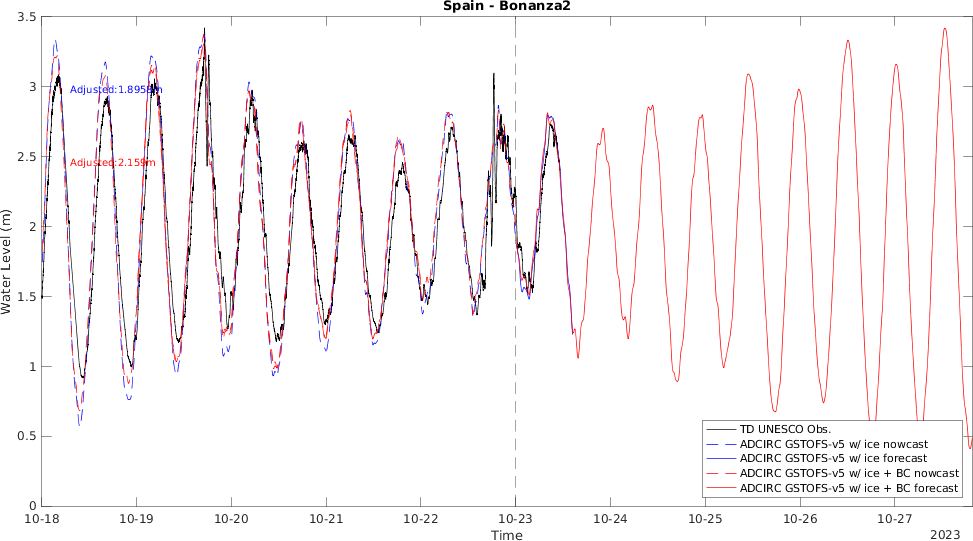 Spain - Bonanza2
3.5
3
2.5
2
1.5
1
0.5
0
Water Level (m)
Adjusted:1.8958m
Adjusted:2.159m
TD UNESCO Obs.
ADCIRC GSTOFS-v5 w/ ice nowcast
ADCIRC GSTOFS-v5 w/ ice forecast
ADCIRC GSTOFS-v5 w/ ice + BC nowcast
ADCIRC GSTOFS-v5 w/ ice + BC forecast
10-18 10-19 10-20 10-21 10-22 10-23 10-24 10-25 10-26 10-27
Time
2023